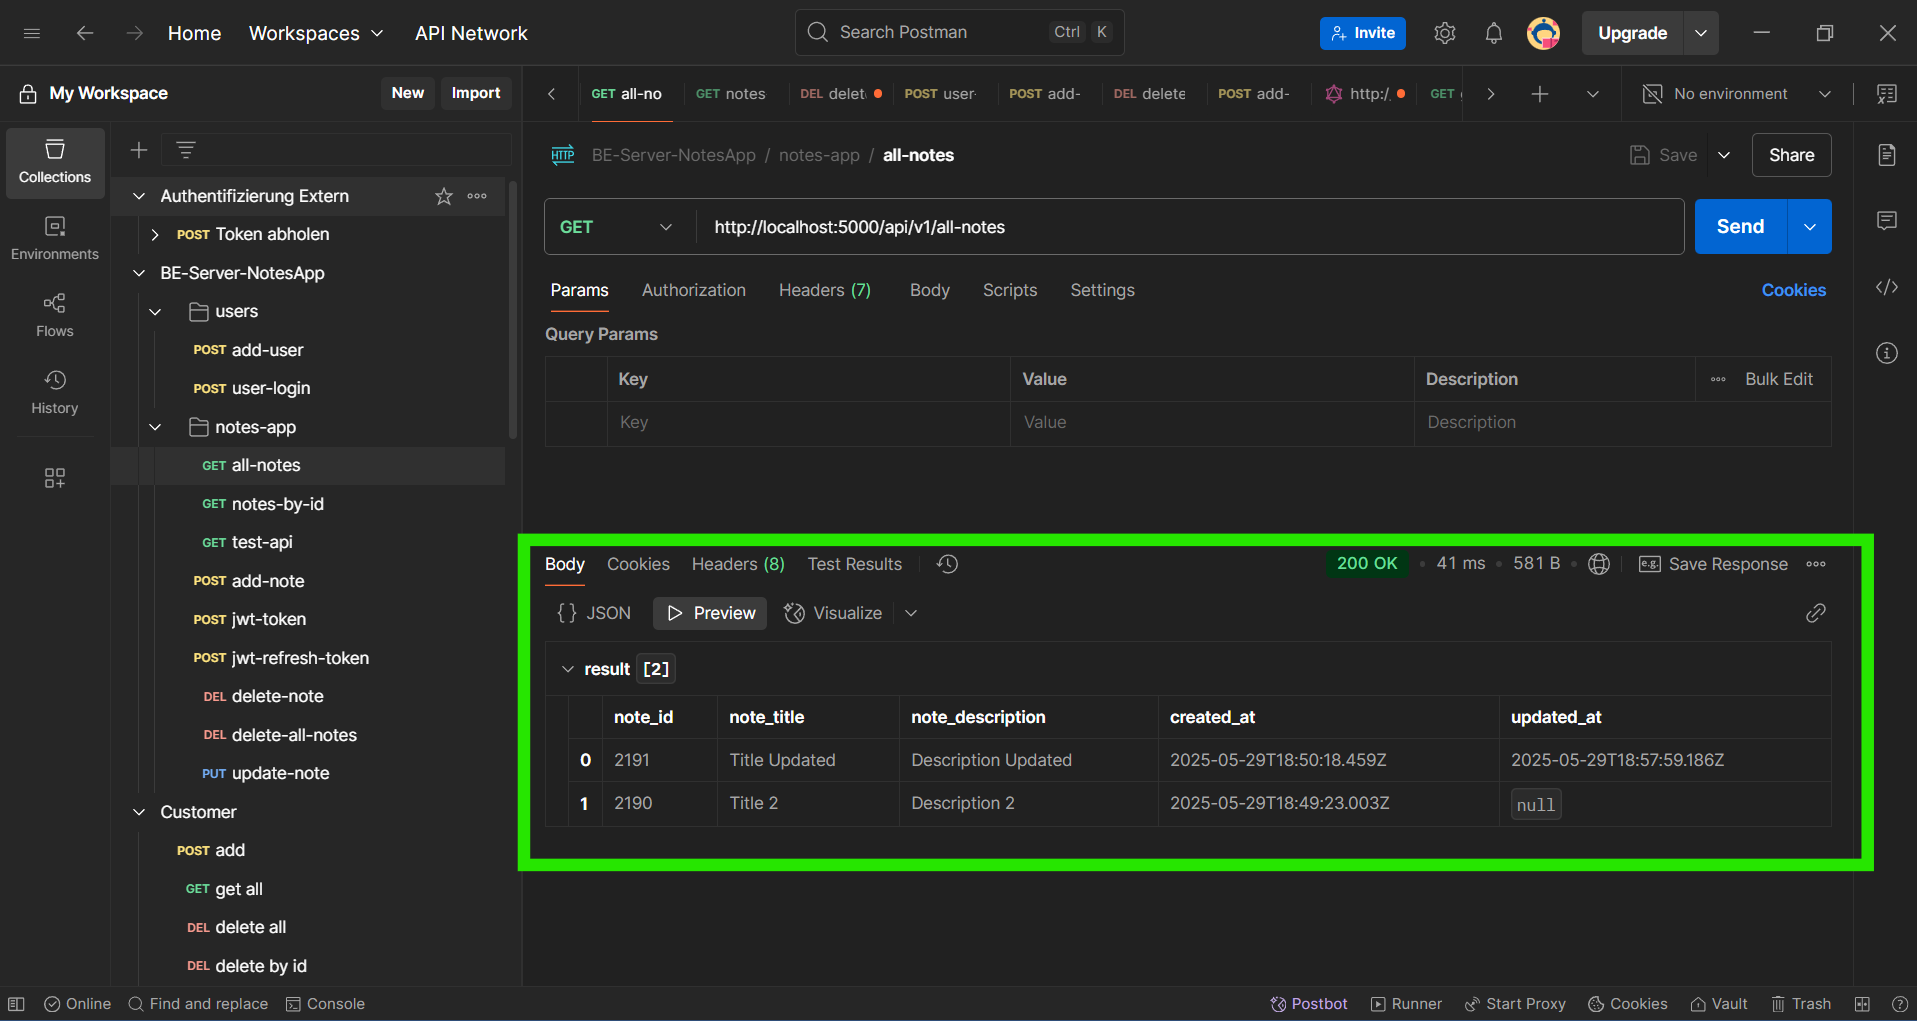 Home Workspaces API Network Search Postman Ctrl K Invite Upgrade
My Workspace New Import
GET all-no GET notes DEL delet POST user- POST add- DEL delete POST add- http:/, GET No environment
Collections
Environments
Flows
History
Authentifizierung Extern
POST Token abholen
BE-Server-NotesApp
users
POST add-user
POST user-login
notes-app
GET all-notes
GET notes-by-id
GET test-api
POST add-note
POST jwt-token
POST jwt-refresh-token
DEL delete-note
DEL delete-all-notes
PUT update-note
Customer
POST add
GET get all
DEL delete all
DEL delete by id
HTTP BE-Server-NotesApp / notes-app / all-notes Save Share
GET http://localhost:5000/api/v1/all-notes Send
Params Authorization Headers (7) Body Scripts Settings Cookies
Query Params
Key Value Description Bulk Edit
Key Value Description
Body Cookies Headers (8) Test Results 200 OK 41 ms 581 B e.g. Save Response
{} JSON Preview Visualize
result [2]
note_id note_title note_description created_at updated_at
0 2191 Title Updated Description Updated 2025-05-29T18:50:18.459Z 2025-05-29T18:57:59.186Z
1 2190 Title 2 Description 2 2025-05-29T18:49:23.003Z null
Online Find and replace Console Postbot Runner Start Proxy Cookies Vault Trash